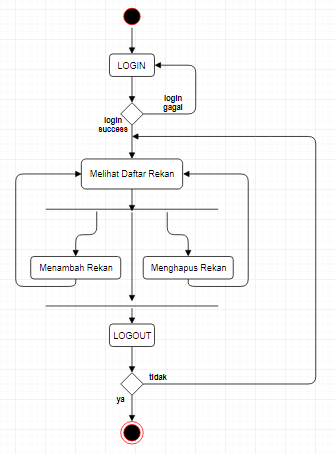 LOGIN
login
gagal
login
success
Melihat Daftar Rekan
Menambah Rekan
Menghapus Rekan
LOGOUT
tidak
ya